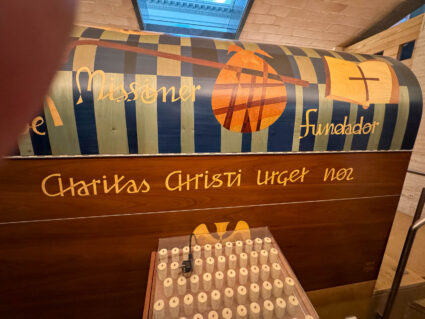 Missioner fundador
Charitas Christi urget nos